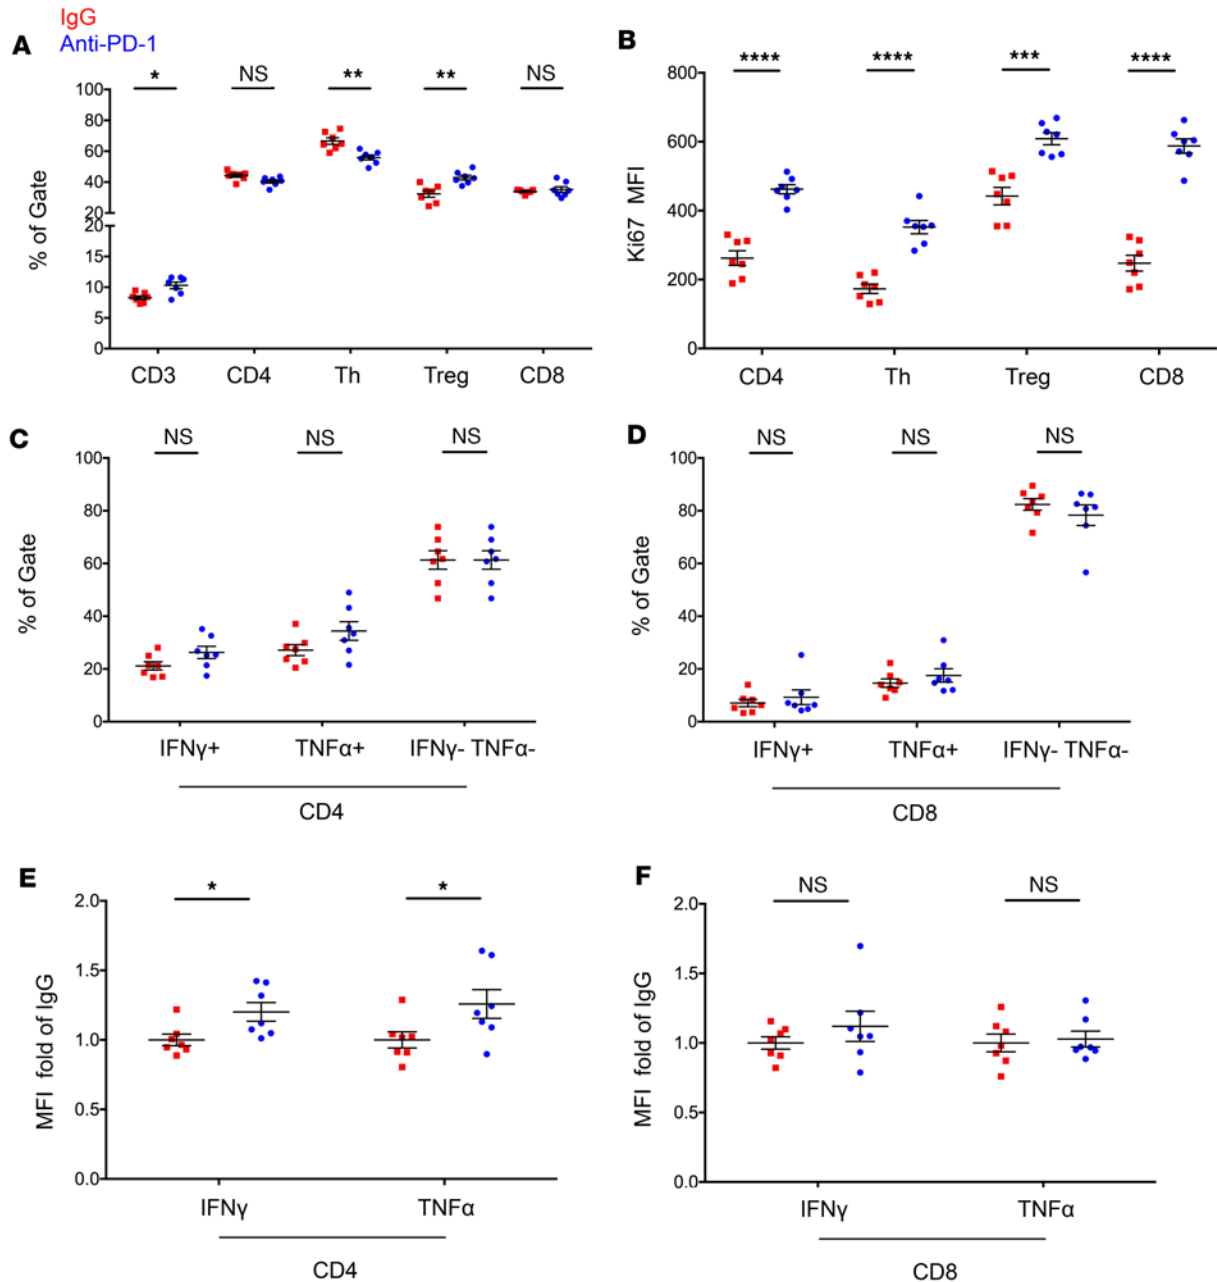 IgG
Anti-PD-1
A
* NS ** ** NS
% of Gate
100
80
60
40
20
20
15
10
5
0
CD3 CD4 Th Treg CD8
B
**** **** *** ****
Ki67 MFI
800
600
400
200
0
CD4 Th Treg CD8
C
NS NS NS
% of Gate
100
80
60
40
20
0
IFNγ+ TNFα+ IFNγ- TNFα-
CD4
D
NS NS NS
% of Gate
100
80
60
40
20
0
IFNγ+ TNFα+ IFNγ- TNFα-
CD8
E
* *
MFI fold of IgG
2.0
1.5
1.0
0.5
0.0
IFNγ TNFα
CD4
F
NS NS
MFI fold of IgG
2.0
1.5
1.0
0.5
0.0
IFNγ TNFα
CD8